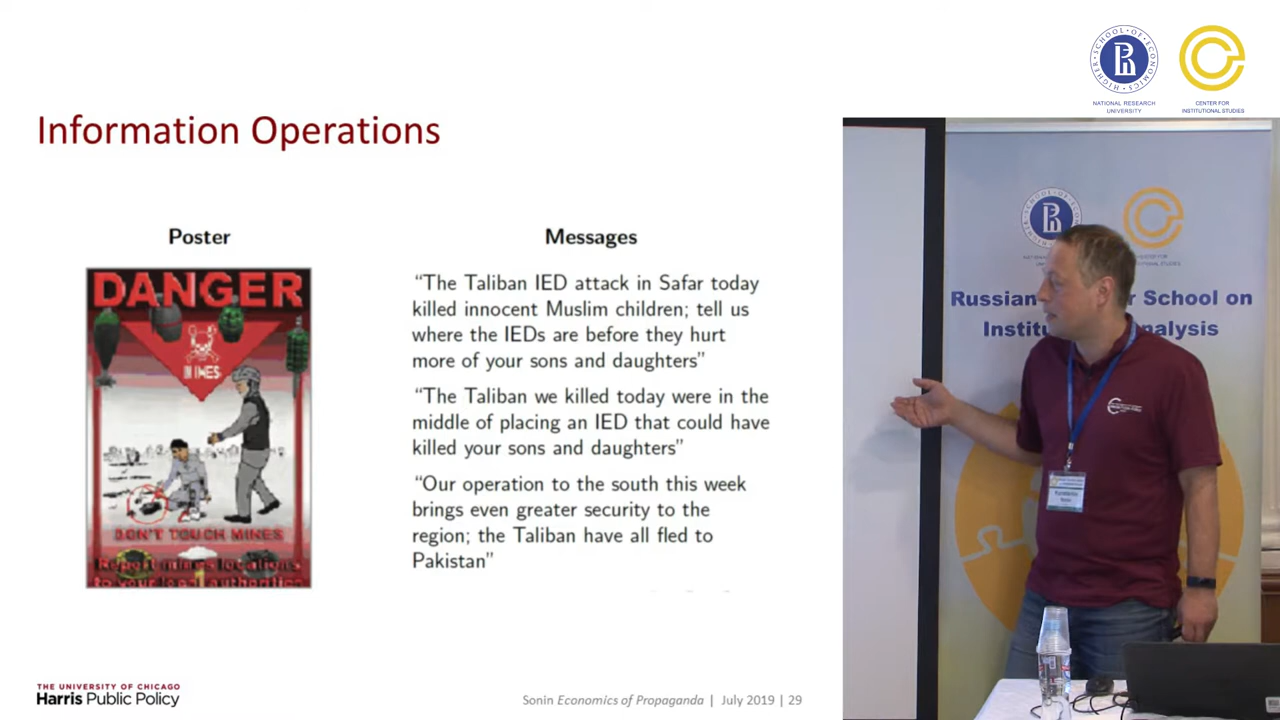 NATIONAL RESEARCH
UNIVERSITY
CENTER FOR
INSTITUTIONAL STUDIES
Information Operations
Poster
Messages
DANGER
MINES
DON'T TOUCH MINES
Report mines locations
to your local authorities
“The Taliban IED attack in Safar today
killed innocent Muslim children; tell us
where the IEDs are before they hurt
more of your sons and daughters”
“The Taliban we killed today were in the
middle of placing an IED that could have
killed your sons and daughters”
“Our operation to the south this week
brings even greater security to the
region; the Taliban have all fled to
Pakistan”
Russian School on
THE UNIVERSITY OF CHICAGO
Harris Public Policy
Sonin Economics of Propaganda | July 2019 | 29